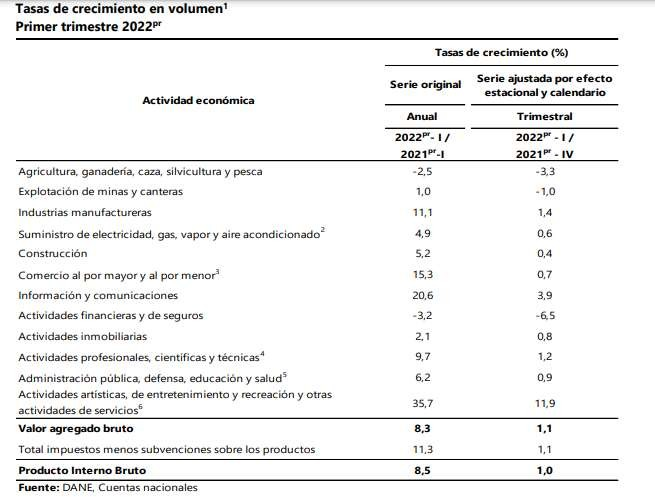 Tasas de crecimiento en volumen¹
Primer trimestre 2022ᵖʳ
Tasas de crecimiento (%)
Actividad económica
Serie original
Serie ajustada por efecto
estacional y calendario
Anual
Trimestral
2022ᵖʳ- I / 2022ᵖʳ - I /
2021ᵖʳ-I 2021ᵖʳ - IV
Agricultura, ganadería, caza, silvicultura y pesca -2,5 -3,3
Explotación de minas y canteras 1,0 -1,0
Industrias manufactureras 11,1 1,4
Suministro de electricidad, gas, vapor y aire acondicionado² 4,9 0,6
Construcción 5,2 0,4
Comercio al por mayor y al por menor³ 15,3 0,7
Información y comunicaciones 20,6 3,9
Actividades financieras y de seguros -3,2 -6,5
Actividades inmobiliarias 2,1 0,8
Actividades profesionales, científicas y técnicas⁴ 9,7 1,2
Administración pública, defensa, educación y salud⁵ 6,2 0,9
Actividades artísticas, de entretenimiento y recreación y otras
actividades de servicios⁶ 35,7 11,9
Valor agregado bruto 8,3 1,1
Total impuestos menos subvenciones sobre los productos 11,3 1,1
Producto Interno Bruto 8,5 1,0
Fuente: DANE, Cuentas nacionales